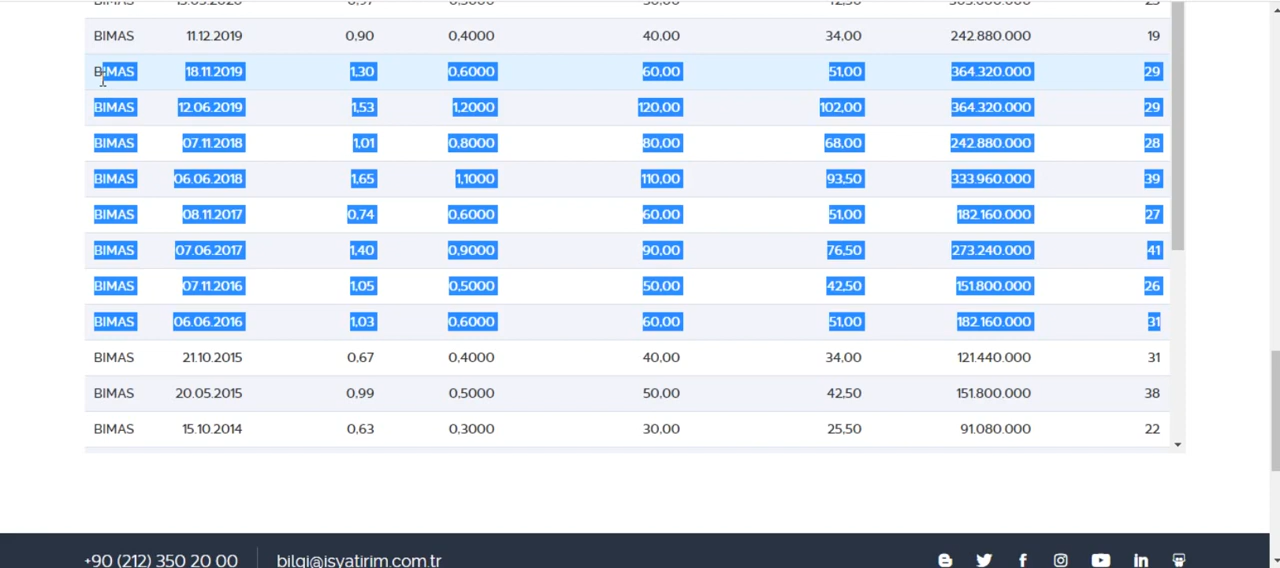 BIMAS 11.12.2019 0,90 0,4000 40,00 34,00 242.880.000 19
BIMAS 18.11.2019 1,30 0,6000 60,00 51,00 364.320.000 29
BIMAS 12.06.2019 1,53 1,2000 120,00 102,00 364.320.000 29
BIMAS 07.11.2018 1,01 0,8000 80,00 68,00 242.880.000 28
BIMAS 06.06.2018 1,65 1,1000 110,00 93,50 333.960.000 39
BIMAS 08.11.2017 0,74 0,6000 60,00 51,00 182.160.000 27
BIMAS 07.06.2017 1,40 0,9000 90,00 76,50 273.240.000 41
BIMAS 07.11.2016 1,05 0,5000 50,00 42,50 151.800.000 26
BIMAS 06.06.2016 1,03 0,6000 60,00 51,00 182.160.000 31
BIMAS 21.10.2015 0,67 0,4000 40,00 34,00 121.440.000 31
BIMAS 20.05.2015 0,99 0,5000 50,00 42,50 151.800.000 38
BIMAS 15.10.2014 0,63 0,3000 30,00 25,50 91.080.000 22
+90 (212) 350 20 00 bilgi@isyatirim.com.tr